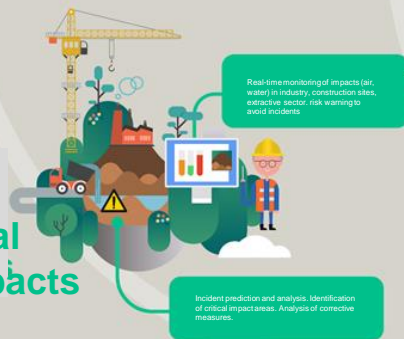 Real-time monitoring of impacts (air,
water) in industry, construction sites,
extractive sector. risk warning to
avoid incidents
al
pacts
Incident prediction and analysis. Identification
of critical impact areas. Analysis of corrective
measures.